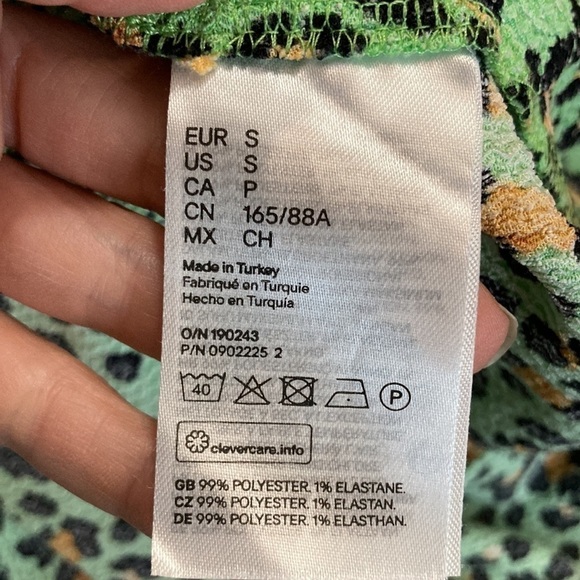 EUR S
US S
CA P
CN 165/88A
MX CH
Made in Turkey
Fabriqué en Turquie
Hecho en Turquía
O/N 190243
P/N 0902225 2
40
P
clevercare.info
GB 99% POLYESTER. 1% ELASTANE.
CZ 99% POLYESTER. 1% ELASTAN.
DE 99% POLYESTER. 1% ELASTHAN.